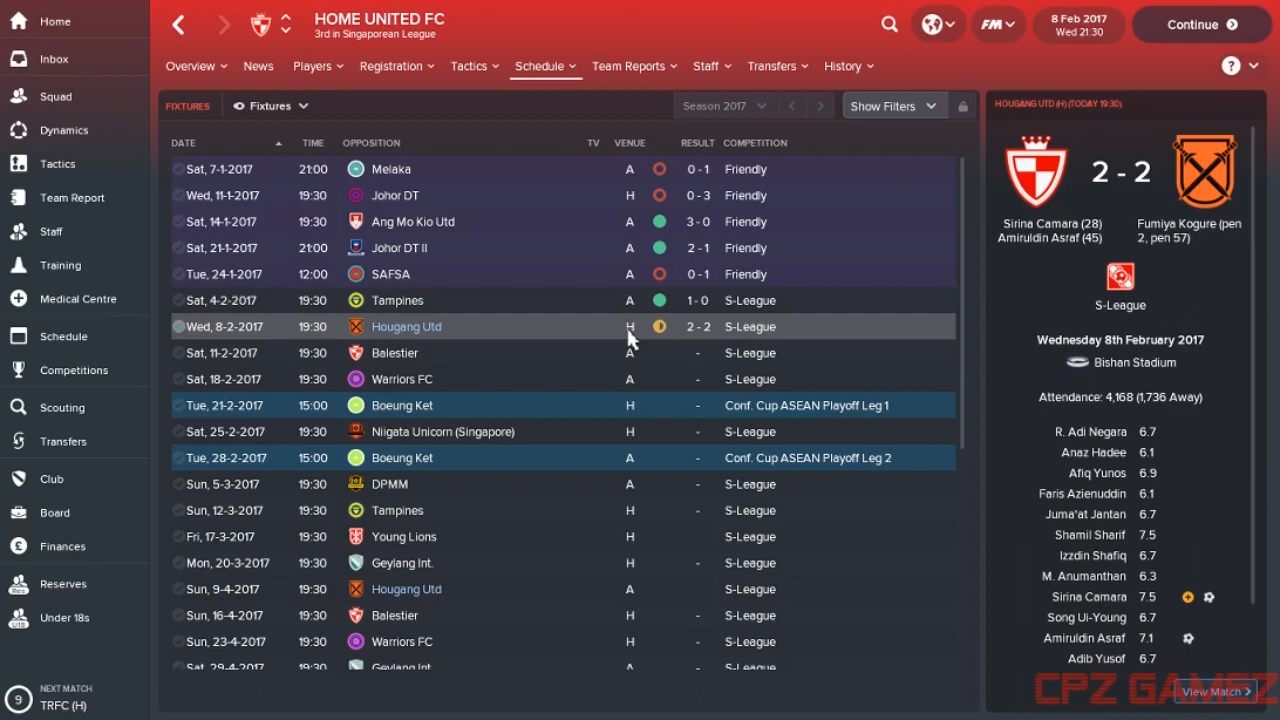 Home
Inbox
Squad
Dynamics
Tactics
Team Report
Staff
Training
Medical Centre
Schedule
Competitions
Scouting
Transfers
Club
Board
Finances
Reserves
Under 18s
9 NEXT MATCH
TRFC (H)
HOME UNITED FC
3rd in Singaporean League
FM
8 Feb 2017
Wed 21:30
Continue
Overview News Players Registration Tactics Schedule Team Reports Staff Transfers History ?
FIXTURES Fixtures Season 2017 Show Filters
DATE TIME OPPOSITION TV VENUE RESULT COMPETITION
Sat, 7-1-2017 21:00 Melaka A 0 - 1 Friendly
Wed, 11-1-2017 19:30 Johor DT H 0 - 3 Friendly
Sat, 14-1-2017 19:30 Ang Mo Kio Utd A 3 - 0 Friendly
Sat, 21-1-2017 21:00 Johor DT II A 2 - 1 Friendly
Tue, 24-1-2017 12:00 SAFSA A 0 - 1 Friendly
Sat, 4-2-2017 19:30 Tampines A 1 - 0 S-League
Wed, 8-2-2017 19:30 Hougang Utd H 2 - 2 S-League
Sat, 11-2-2017 19:30 Balestier A - S-League
Sat, 18-2-2017 19:30 Warriors FC A - S-League
Tue, 21-2-2017 15:00 Boeung Ket H - Conf. Cup ASEAN Playoff Leg 1
Sat, 25-2-2017 19:30 Niigata Unicorn (Singapore) H - S-League
Tue, 28-2-2017 15:00 Boeung Ket A - Conf. Cup ASEAN Playoff Leg 2
Sun, 5-3-2017 19:30 DPMM A - S-League
Sun, 12-3-2017 19:30 Tampines H - S-League
Fri, 17-3-2017 19:30 Young Lions H - S-League
Mon, 20-3-2017 19:30 Geylang Int. H - S-League
Sun, 9-4-2017 19:30 Hougang Utd A - S-League
Sun, 16-4-2017 19:30 Balestier H - S-League
Sun, 23-4-2017 19:30 Warriors FC H - S-League
Sat, 29-4-2017 19:30 Geylang Int. A - S-League
HOUGANG UTD (H) (TODAY 19:30)
2 - 2
Sirina Camara (28)
Amiruldin Asraf (45)
Fumiya Kogure (pen
2, pen 57)
S-League
Wednesday 8th February 2017
Bishan Stadium
Attendance: 4,168 (1,736 Away)
R. Adi Negara 6.7
Anaz Hadee 6.1
Afiq Yunos 6.9
Faris Azienuddin 6.1
Juma'at Jantan 6.7
Shamil Sharif 7.5
Izzdin Shafiq 6.7
M. Anumanthan 6.3
Sirina Camara 7.5
Song Ui-Young 6.7
Amiruldin Asraf 7.1
Adib Yusof 6.7
View Match
CPZ GAMEZ